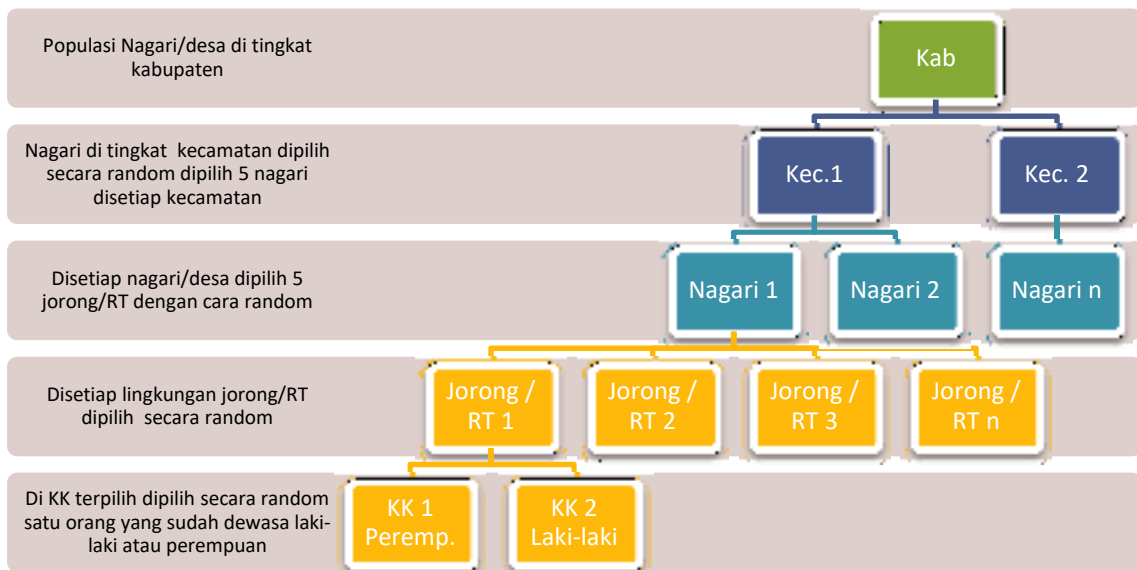 Populasi Nagari/desa di tingkat
kabupaten
Kab
Nagari di tingkat kecamatan dipilih
secara random dipilih 5 nagari
disetiap kecamatan
Kec.1
Kec. 2
Disetiap nagari/desa dipilih 5
jorong/RT dengan cara random
Nagari 1
Nagari 2
Nagari n
Disetiap lingkungan jorong/RT
dipilih secara random
Jorong /
RT 1
Jorong /
RT 2
Jorong /
RT 3
Jorong /
RT n
Di KK terpilih dipilih secara random
satu orang yang sudah dewasa laki-
laki atau perempuan
KK 1
Peremp.
KK 2
Laki-laki